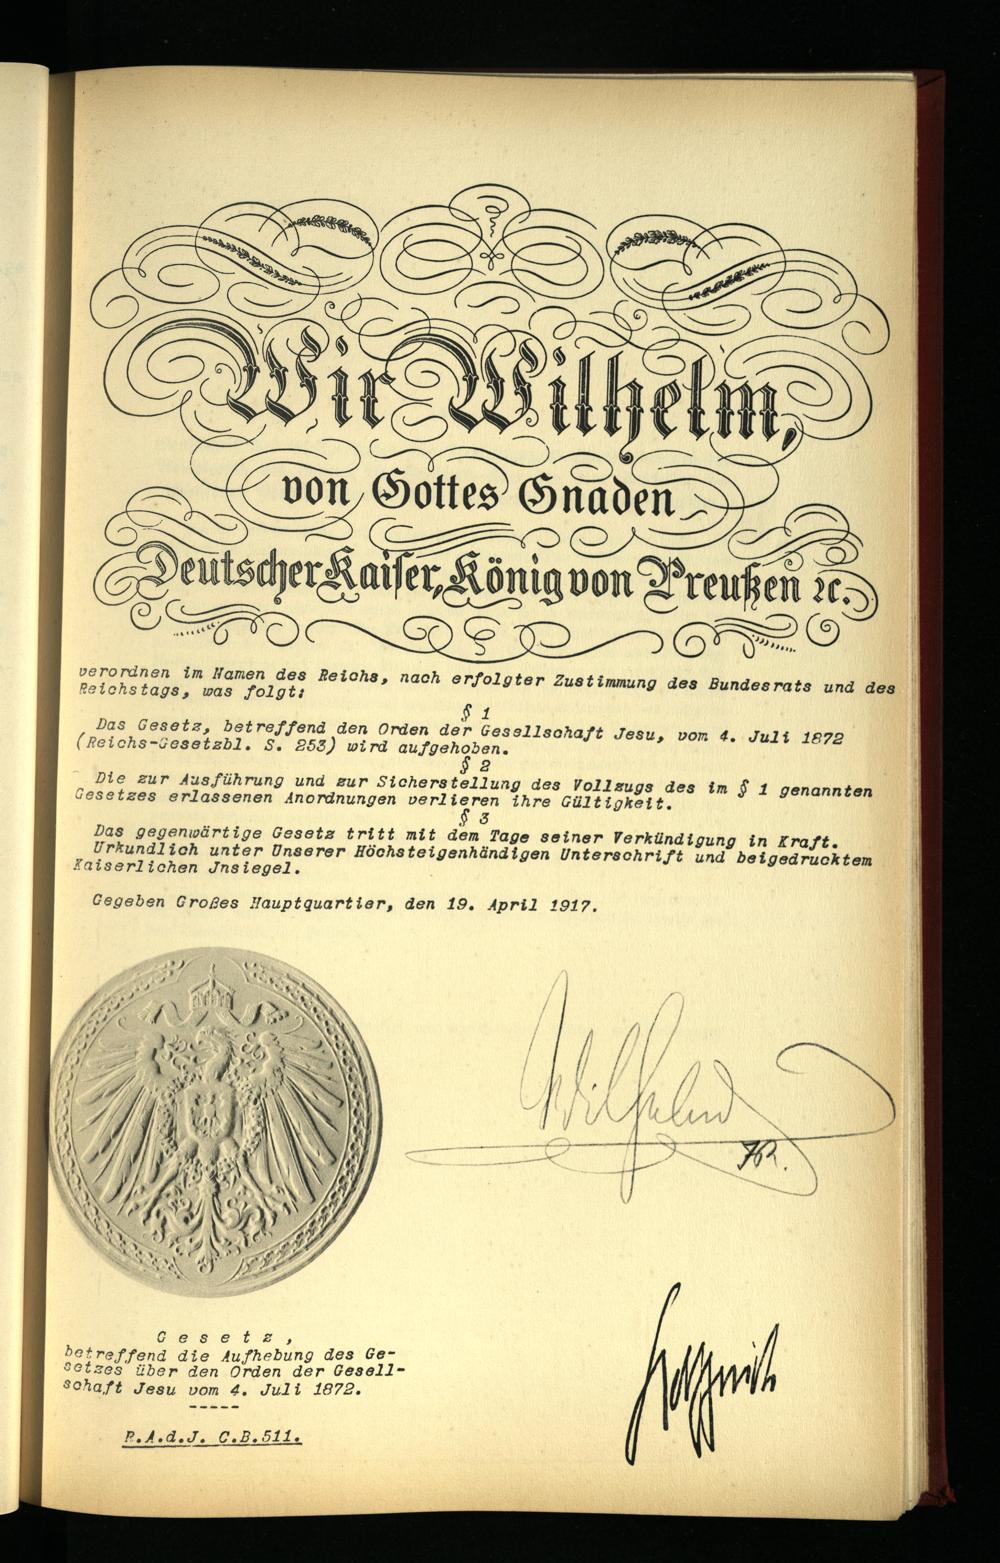 Wir Wilhelm,
von Gottes Gnaden
Deutscher Kaiser, König von Preußen ꝛc.
verordnen im Namen des Reichs, nach erfolgter Zustimmung des Bundesrats und des
Reichstags, was folgt:
§ 1
Das Gesetz, betreffend den Orden der Gesellschaft Jesu, vom 4. Juli 1872
(Reichs-Gesetzbl. S. 253) wird aufgehoben.
§ 2
Die zur Ausführung und zur Sicherstellung des Vollzugs des im § 1 genannten
Gesetzes erlassenen Anordnungen verlieren ihre Gültigkeit.
§ 3
Das gegenwärtige Gesetz tritt mit dem Tage seiner Verkündigung in Kraft.
Urkundlich unter Unserer Höchsteigenhändigen Unterschrift und beigedrucktem
Kaiserlichen Jnsiegel.
Gegeben Großes Hauptquartier, den 19. April 1917.
Wilhelm
JR.
Helfferich
Gesetz,
betreffend die Aufhebung des Ge-
setzes über den Orden der Gesell-
schaft Jesu vom 4. Juli 1872.
-----
R.A.d.J. C.B.511.